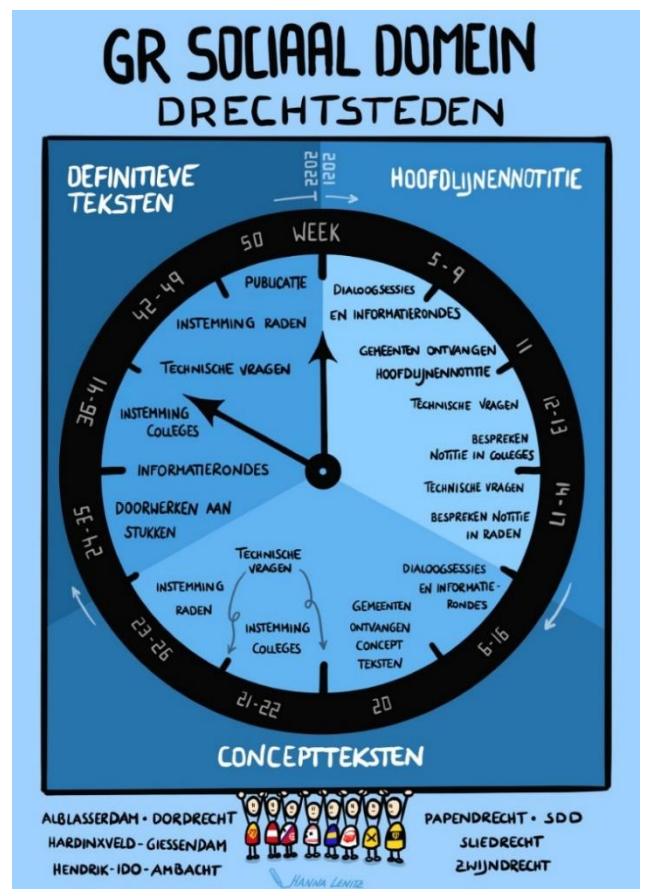 GR SOCIAAL DOMEIN
DRECHTSTEDEN
DEFINITIEVE
TEKSTEN
2022
2021
HOOFDLIJNENNOTITIE
WEEK
5-9
11
12-13
14-17
6-16
20
21-22
23-26
24-35
36-41
42-49
50
DIALOOGSESSIES
EN INFORMATIERONDES
GEMEENTEN ONTVANGEN
HOOFDLIJNENNOTITIE
TECHNISCHE VRAGEN
BESPREKEN
NOTITIE IN COLLEGES
TECHNISCHE VRAGEN
BESPREKEN NOTITIE
IN RADEN
DIALOOGSESSIES
EN INFORMATIE-
RONDES
GEMEENTEN
ONTVANGEN
CONCEPT
TEKSTEN
TECHNISCHE
VRAGEN
INSTEMMING
COLLEGES
INSTEMMING
RADEN
DOORWERKEN AAN
STUKKEN
INFORMATIERONDES
INSTEMMING
COLLEGES
TECHNISCHE VRAGEN
INSTEMMING RADEN
PUBLICATIE
CONCEPTTEKSTEN
ALBLASSERDAM · DORDRECHT
HARDINXVELD-GIESSENDAM
HENDRIK-IDO-AMBACHT
PAPENDRECHT · SDD
SLIEDRECHT
ZWIJNDRECHT
HANNA LENITZ